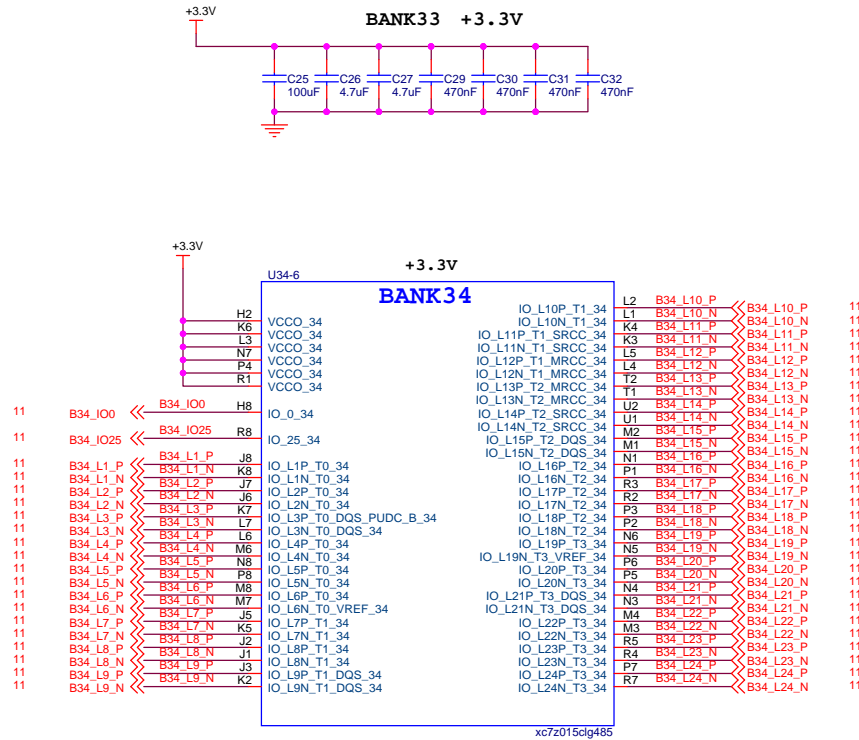 +3.3V
BANK33 +3.3V
C25 C26 C27 C29 C30 C31 C32
100uF 4.7uF 4.7uF 470nF 470nF 470nF 470nF
+3.3V
U34-6
+3.3V
BANK34
H2 VCCO_34
K6 VCCO_34
L3 VCCO_34
N7 VCCO_34
P4 VCCO_34
R1 VCCO_34
11 B34_IO0 B34_IO0 H8 IO_0_34
11 B34_IO25 B34_IO25 R8 IO_25_34
11 B34_L1_P B34_L1_P J8 IO_L1P_T0_34
11 B34_L1_N B34_L1_N K8 IO_L1N_T0_34
11 B34_L2_P B34_L2_P J7 IO_L2P_T0_34
11 B34_L2_N B34_L2_N J6 IO_L2N_T0_34
11 B34_L3_P B34_L3_P K7 IO_L3P_T0_DQS_PUDC_B_34
11 B34_L3_N B34_L3_N L7 IO_L3N_T0_DQS_34
11 B34_L4_P B34_L4_P L6 IO_L4P_T0_34
11 B34_L4_N B34_L4_N M6 IO_L4N_T0_34
11 B34_L5_P B34_L5_P N8 IO_L5P_T0_34
11 B34_L5_N B34_L5_N P8 IO_L5N_T0_34
11 B34_L6_P B34_L6_P M8 IO_L6P_T0_34
11 B34_L6_N B34_L6_N M7 IO_L6N_T0_VREF_34
11 B34_L7_P B34_L7_P J5 IO_L7P_T1_34
11 B34_L7_N B34_L7_N K5 IO_L7N_T1_34
11 B34_L8_P B34_L8_P J2 IO_L8P_T1_34
11 B34_L8_N B34_L8_N J1 IO_L8N_T1_34
11 B34_L9_P B34_L9_P J3 IO_L9P_T1_DQS_34
11 B34_L9_N B34_L9_N K2 IO_L9N_T1_DQS_34
IO_L10P_T1_34 L2 B34_L10_P B34_L10_P 11
IO_L10N_T1_34 L1 B34_L10_N B34_L10_N 11
IO_L11P_T1_SRCC_34 K4 B34_L11_P B34_L11_P 11
IO_L11N_T1_SRCC_34 K3 B34_L11_N B34_L11_N 11
IO_L12P_T1_MRCC_34 L5 B34_L12_P B34_L12_P 11
IO_L12N_T1_MRCC_34 L4 B34_L12_N B34_L12_N 11
IO_L13P_T2_MRCC_34 T2 B34_L13_P B34_L13_P 11
IO_L13N_T2_MRCC_34 T1 B34_L13_N B34_L13_N 11
IO_L14P_T2_SRCC_34 U2 B34_L14_P B34_L14_P 11
IO_L14N_T2_SRCC_34 U1 B34_L14_N B34_L14_N 11
IO_L15P_T2_DQS_34 M2 B34_L15_P B34_L15_P 11
IO_L15N_T2_DQS_34 M1 B34_L15_N B34_L15_N 11
IO_L16P_T2_34 N1 B34_L16_P B34_L16_P 11
IO_L16N_T2_34 P1 B34_L16_N B34_L16_N 11
IO_L17P_T2_34 R3 B34_L17_P B34_L17_P 11
IO_L17N_T2_34 R2 B34_L17_N B34_L17_N 11
IO_L18P_T2_34 P3 B34_L18_P B34_L18_P 11
IO_L18N_T2_34 P2 B34_L18_N B34_L18_N 11
IO_L19P_T3_34 N6 B34_L19_P B34_L19_P 11
IO_L19N_T3_VREF_34 N5 B34_L19_N B34_L19_N 11
IO_L20P_T3_34 P6 B34_L20_P B34_L20_P 11
IO_L20N_T3_34 P5 B34_L20_N B34_L20_N 11
IO_L21P_T3_DQS_34 N4 B34_L21_P B34_L21_P 11
IO_L21N_T3_DQS_34 N3 B34_L21_N B34_L21_N 11
IO_L22P_T3_34 M4 B34_L22_P B34_L22_P 11
IO_L22N_T3_34 M3 B34_L22_N B34_L22_N 11
IO_L23P_T3_34 R5 B34_L23_P B34_L23_P 11
IO_L23N_T3_34 R4 B34_L23_N B34_L23_N 11
IO_L24P_T3_34 P7 B34_L24_P B34_L24_P 11
IO_L24N_T3_34 R7 B34_L24_N B34_L24_N 11
xc7z015clg485